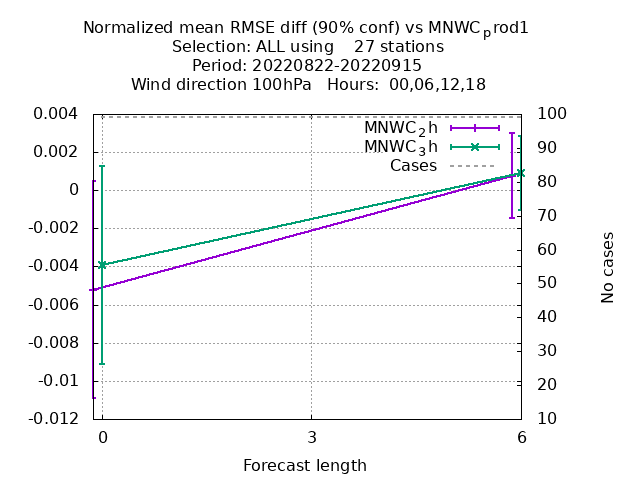 Normalized mean RMSE diff (90% conf) vs MNWCprod1
Selection: ALL using    27 stations
Period: 20220822-20220915
Wind direction 100hPa   Hours:  00,06,12,18
0.004
0.002
0
-0.002
-0.004
-0.006
-0.008
-0.01
-0.012
100
90
80
70
60
50
40
30
20
10
MNWC2h
MNWC3h
Cases
No cases
0 3 6
Forecast length